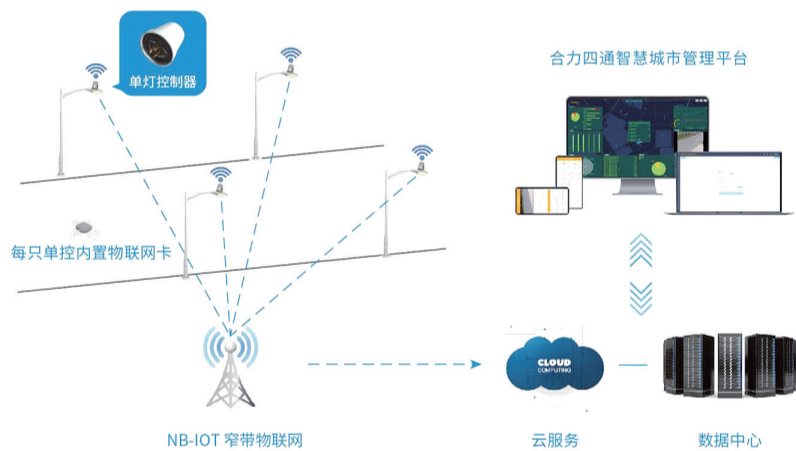 单灯控制器
合力四通智慧城市管理平台
每只单控内置物联网卡
CLOUD
COMPUTING
NB-IOT 窄带物联网
云服务
数据中心